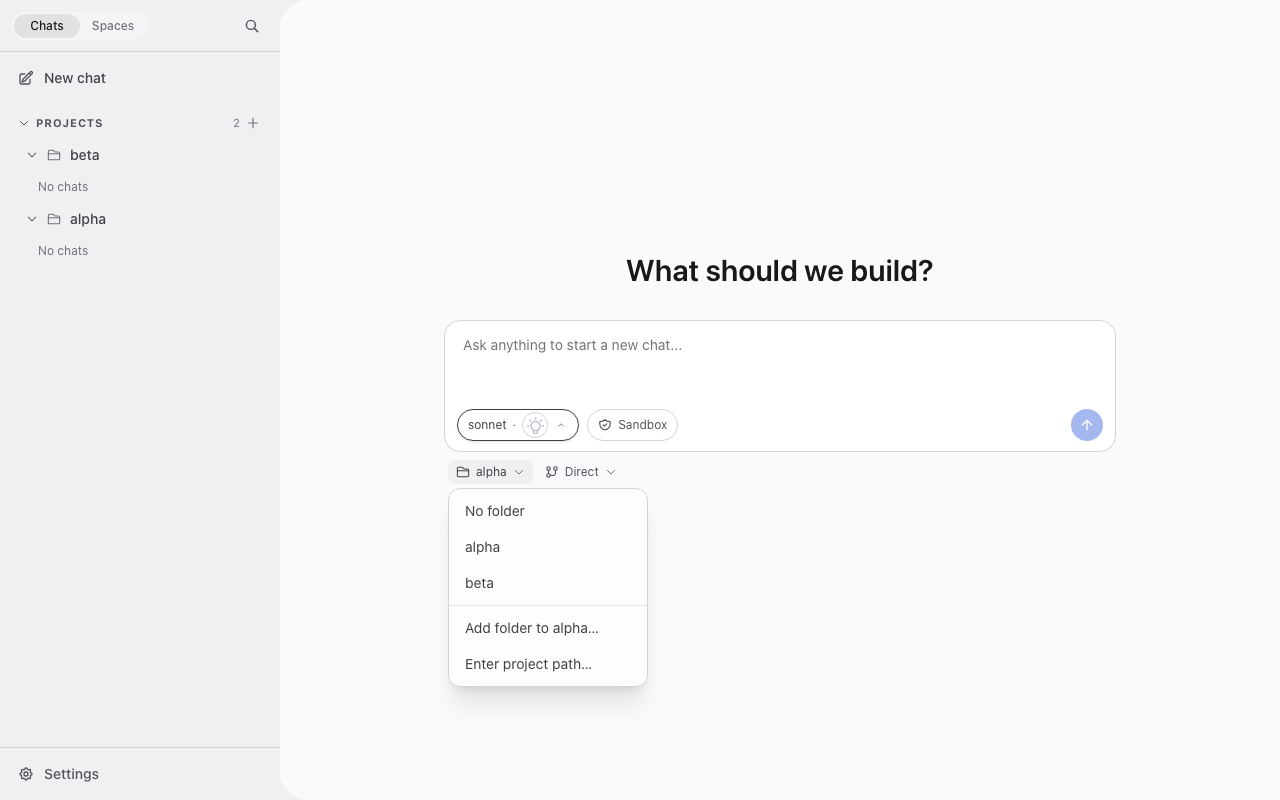 Chats
Spaces
New chat
PROJECTS
2
beta
No chats
alpha
No chats
What should we build?
Ask anything to start a new chat...
sonnet ·
Sandbox
alpha
Direct
No folder
alpha
beta
Add folder to alpha...
Enter project path...
Settings